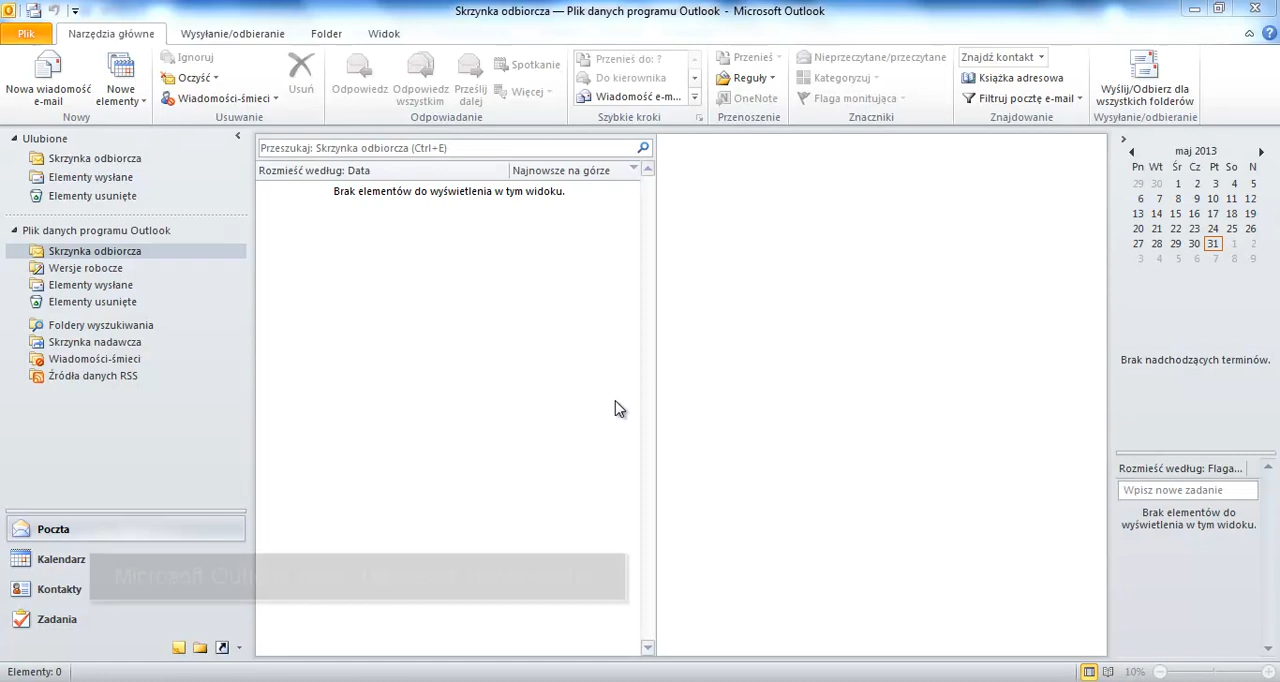 Skrzynka odbiorcza — Plik danych programu Outlook - Microsoft Outlook
Plik
Narzędzia główne
Wysyłanie/odbieranie
Folder
Widok
Nowa wiadomość e-mail
Nowe elementy
Nowy
Ignoruj
Oczyść
Wiadomości-śmieci
Usuń
Usuwanie
Odpowiedz
Odpowiedz wszystkim
Prześlij dalej
Spotkanie
Więcej
Odpowiadanie
Przenieś do: ?
Do kierownika
Wiadomość e-m...
Szybkie kroki
Przenieś
Reguły
OneNote
Przenoszenie
Nieprzeczytane/przeczytane
Kategoryzuj
Flaga monitująca
Znaczniki
Znajdź kontakt
Książka adresowa
Filtruj pocztę e-mail
Znajdowanie
Wyślij/Odbierz dla wszystkich folderów
Wysyłanie/odbieranie
Ulubione
Skrzynka odbiorcza
Elementy wysłane
Elementy usunięte
Plik danych programu Outlook
Skrzynka odbiorcza
Wersje robocze
Elementy wysłane
Elementy usunięte
Foldery wyszukiwania
Skrzynka nadawcza
Wiadomości-śmieci
Źródła danych RSS
Poczta
Kalendarz
Kontakty
Zadania
Przeszukaj: Skrzynka odbiorcza (Ctrl+E)
Rozmieść według: Data
Najnowsze na górze
Brak elementów do wyświetlenia w tym widoku.
Microsoft
maj 2013
Pn Wt Śr Cz Pt So N
29 30 1 2 3 4 5
6 7 8 9 10 11 12
13 14 15 16 17 18 19
20 21 22 23 24 25 26
27 28 29 30 31 1 2
3 4 5 6 7 8 9
Brak nadchodzących terminów.
Rozmieść według: Flaga...
Wpisz nowe zadanie
Brak elementów do
wyświetlenia w tym widoku.
Elementy: 0
10%